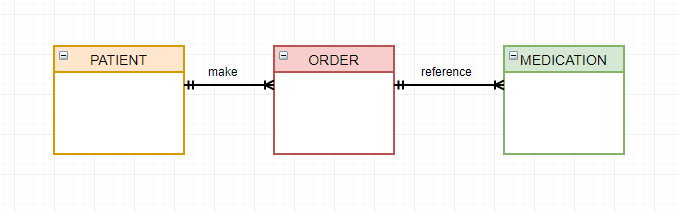 PATIENT
make
ORDER
reference
MEDICATION